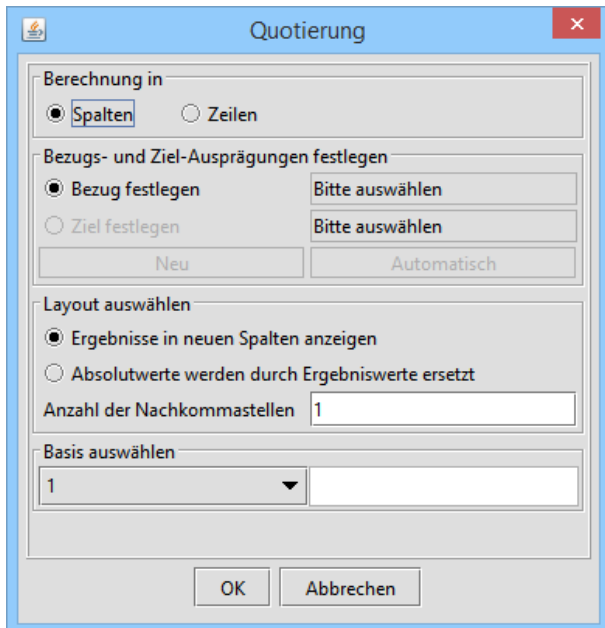 Quotierung
Berechnung in
Spalten Zeilen
Bezugs- und Ziel-Ausprägungen festlegen
Bezug festlegen Bitte auswählen
Ziel festlegen Bitte auswählen
Neu Automatisch
Layout auswählen
Ergebnisse in neuen Spalten anzeigen
Absolutwerte werden durch Ergebniswerte ersetzt
Anzahl der Nachkommastellen 1
Basis auswählen
1
OK Abbrechen